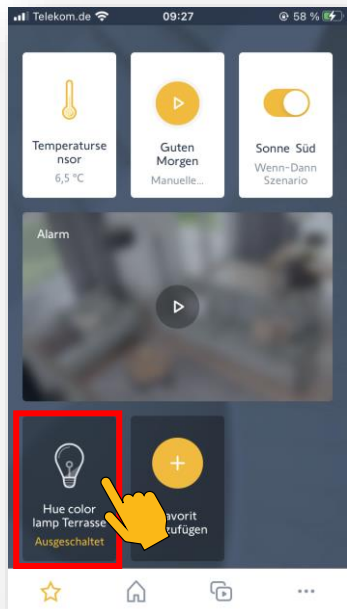 Telekom.de 09:27 58 %
Temperaturse
nsor
6,5 °C
Guten
Morgen
Manuelle...
Sonne Süd
Wenn-Dann
Szenario
Alarm
Hue color
lamp Terrasse
Ausgeschaltet
avorit
zufügen